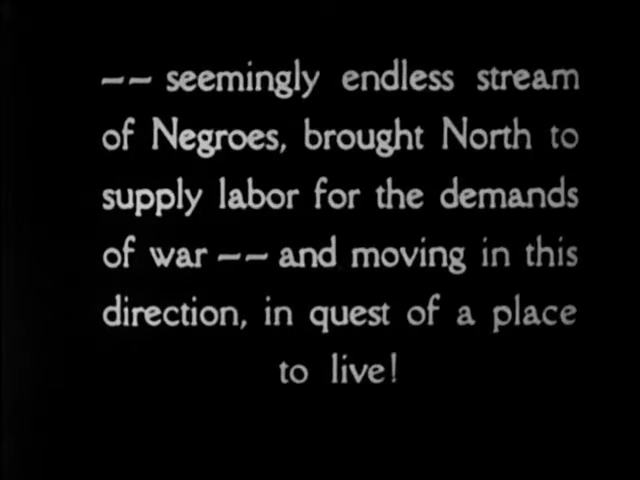 -- seemingly endless stream
of Negroes, brought North to
supply labor for the demands
of war -- and moving in this
direction, in quest of a place
to live!